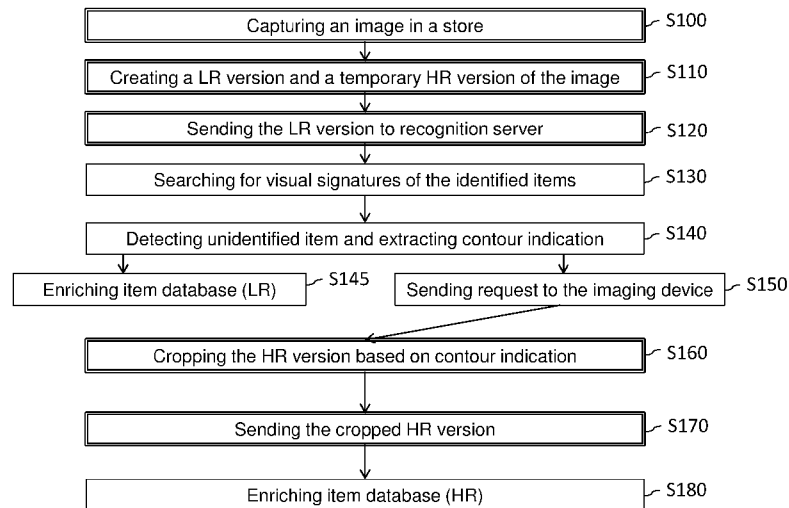 Capturing an image in a store
S100
Creating a LR version and a temporary HR version of the image
S110
Sending the LR version to recognition server
S120
Searching for visual signatures of the identified items
S130
Detecting unidentified item and extracting contour indication
S140
Enriching item database (LR)
S145
Sending request to the imaging device
S150
Cropping the HR version based on contour indication
S160
Sending the cropped HR version
S170
Enriching item database (HR)
S180